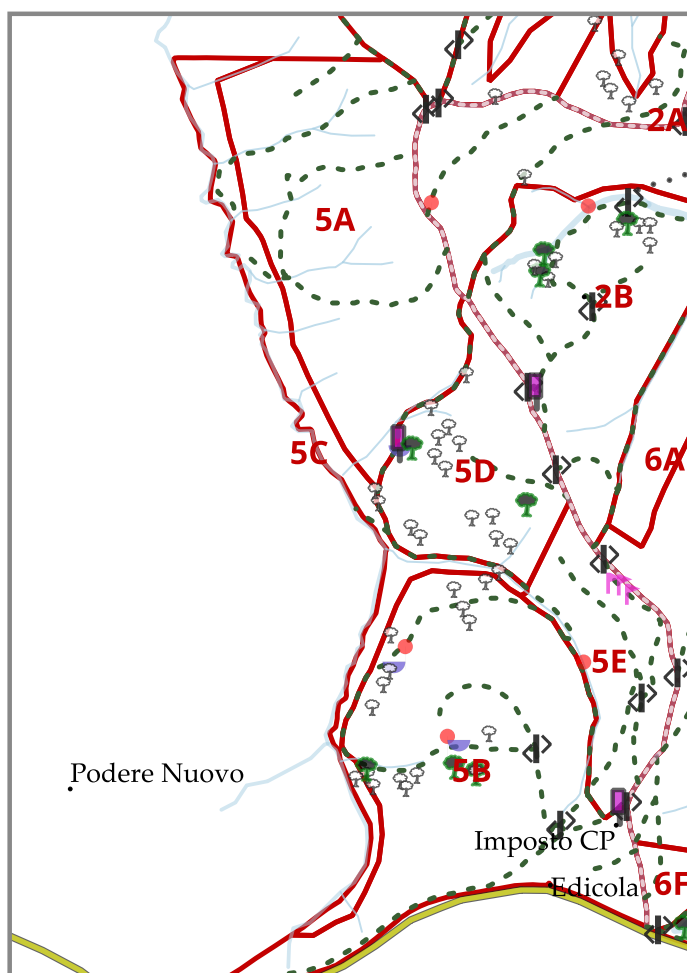 2A
5A
2B
5C
5D
6A
5E
Podere Nuovo
5B
Imposto CP
Edicola
6F